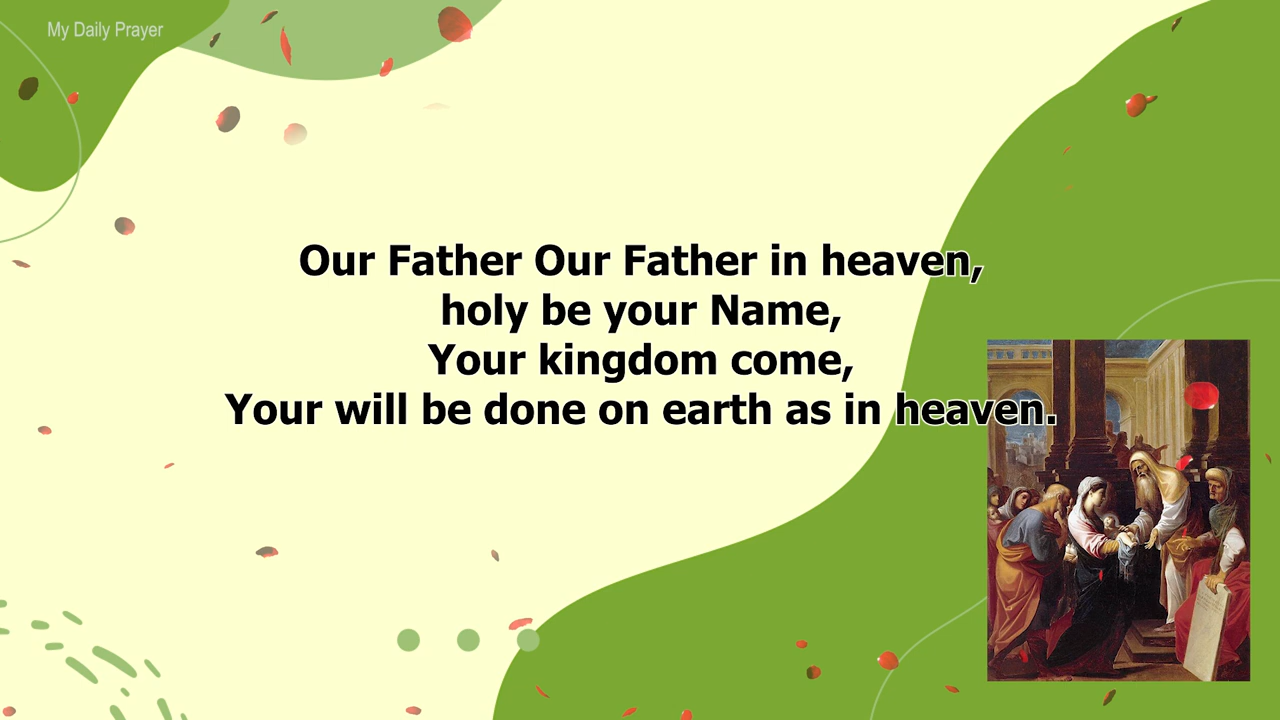 My Daily Prayer
Our Father Our Father in heaven,
holy be your Name,
Your kingdom come,
Your will be done on earth as in heaven.